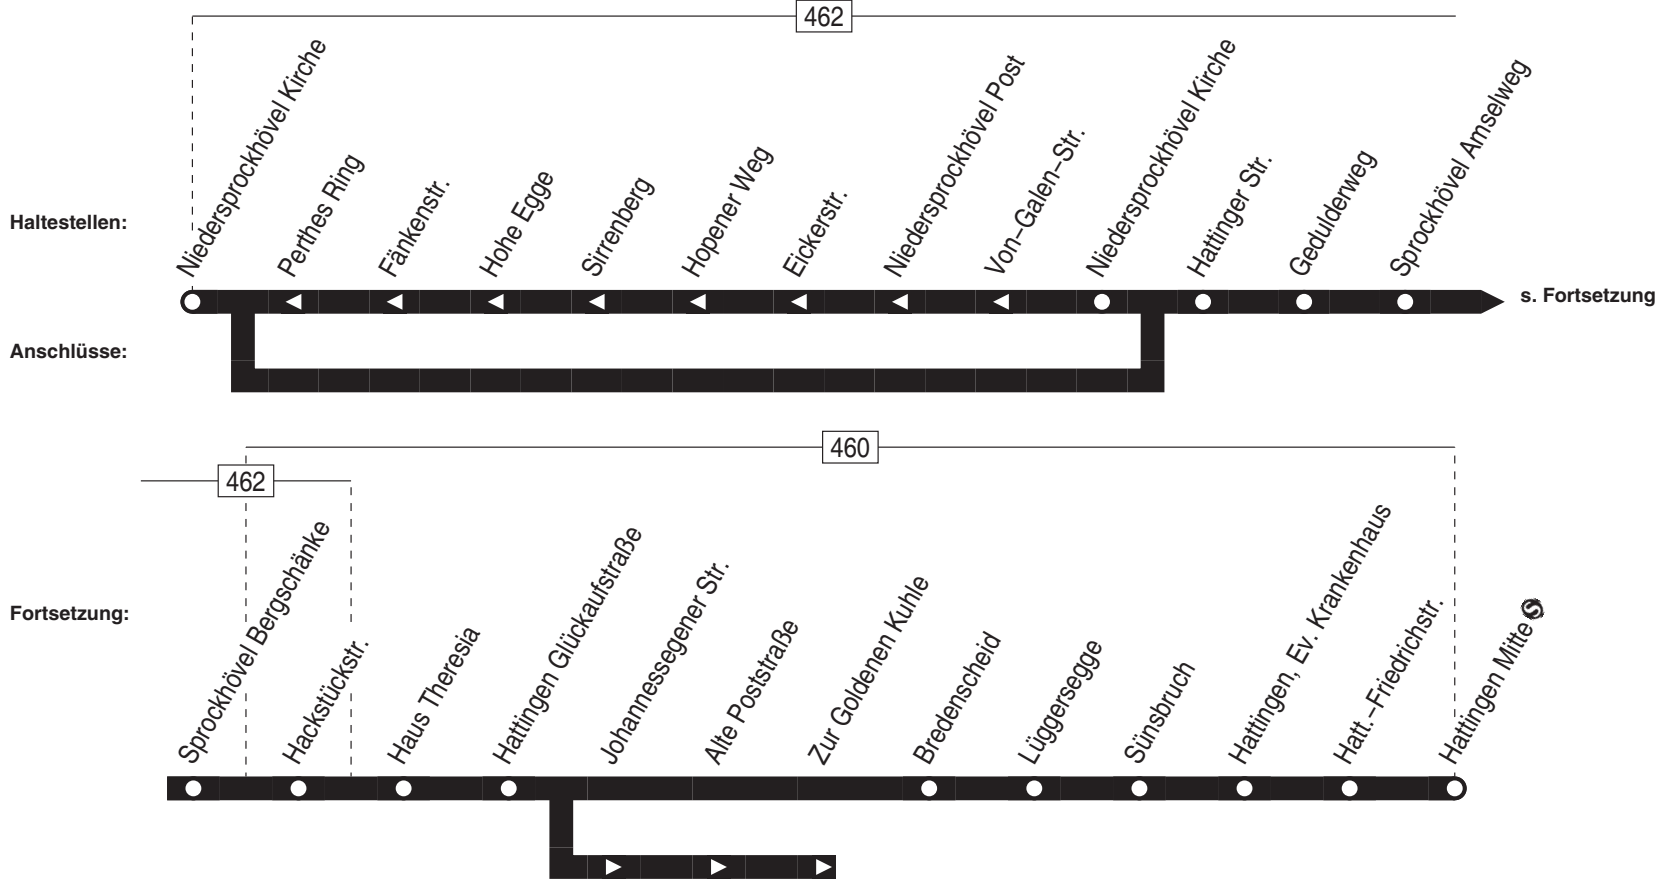 462
Haltestellen:
Niedersprockhövel Kirche
Perthes Ring
Fänkenstr.
Hohe Egge
Sirrenberg
Hopener Weg
Eickerstr.
Niedersprockhövel Post
Von-Galen-Str.
Niedersprockhövel Kirche
Hattinger Str.
Gedulderweg
Sprockhövel Amselweg
s. Fortsetzung
Anschlüsse:
460
462
Fortsetzung:
Sprockhövel Bergschänke
Hackstückstr.
Haus Theresia
Hattingen Glückaufstraße
Johannessegener Str.
Alte Poststraße
Zur Goldenen Kuhle
Bredenscheid
Lüggersegge
Sünsbruch
Hattingen, Ev. Krankenhaus
Hatt.-Friedrichstr.
Hattingen Mitte S